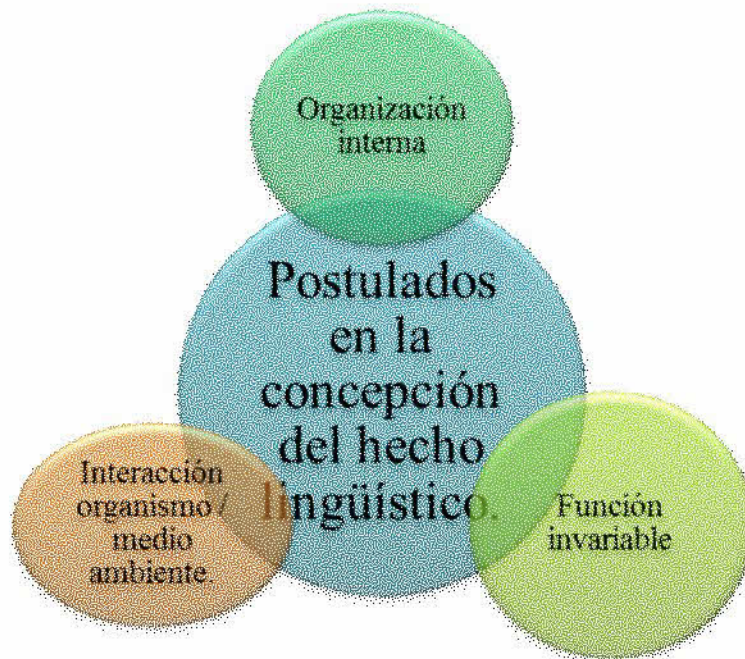 Organización
interna
Postulados
en la
concepción
del hecho
lingüístico.
Interacción
organismo /
medio
ambiente.
Función
invariable